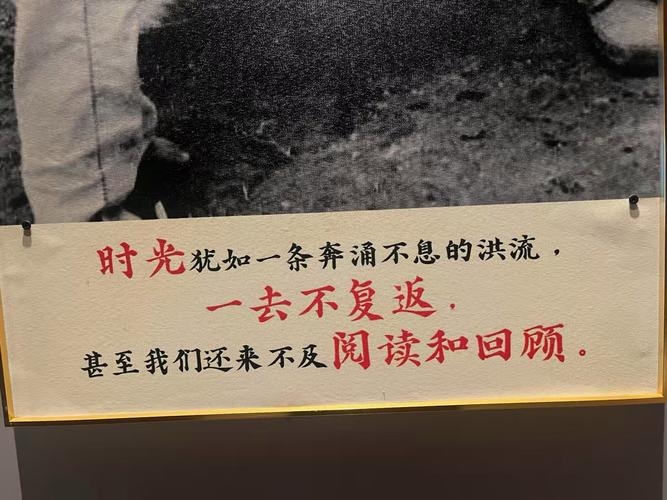 时光犹如一条奔涌不息的洪流，
一去不复返，
甚至我们还来不及阅读和回顾。